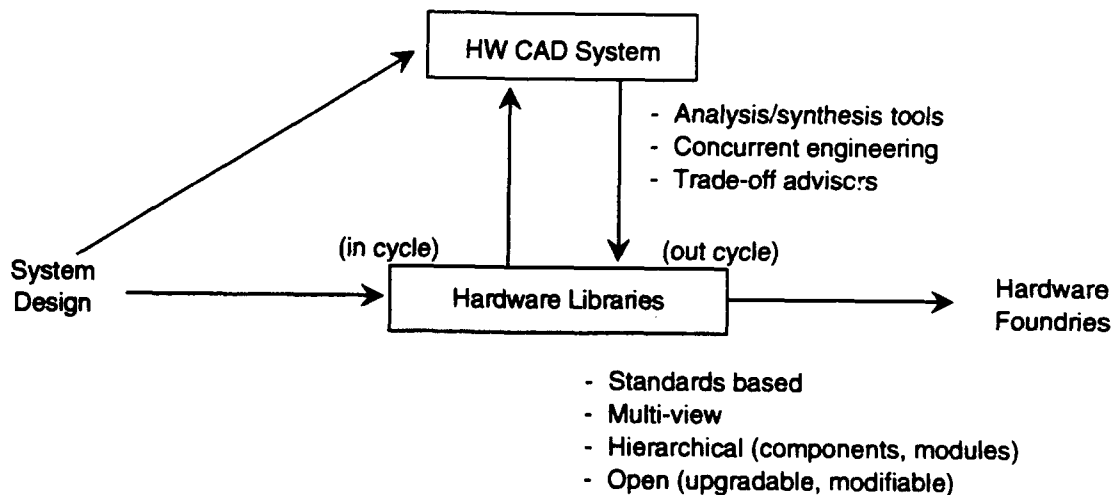 HW CAD System
- Analysis/synthesis tools
- Concurrent engineering
- Trade-off advisors
(in cycle)
(out cycle)
System
Design
Hardware Libraries
Hardware
Foundries
- Standards based
- Multi-view
- Hierarchical (components, modules)
- Open (upgradable, modifiable)